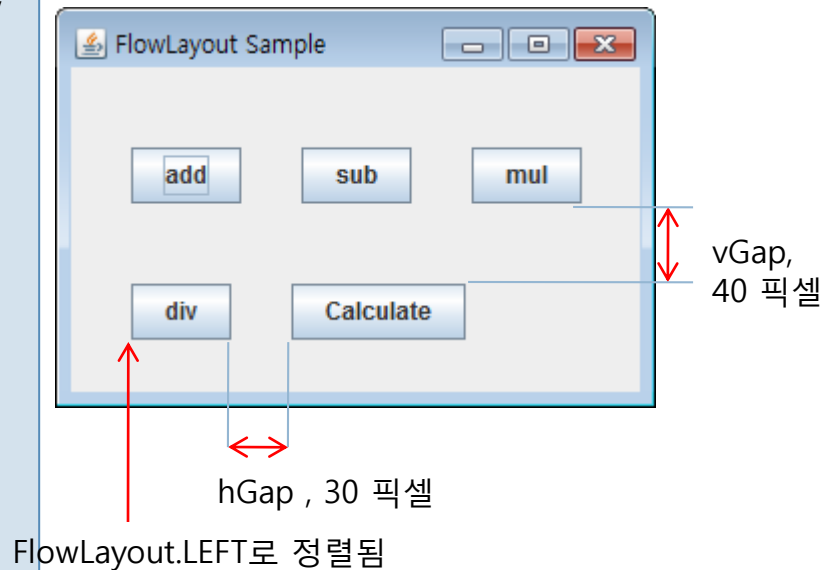 FlowLayout Sample
add sub mul
vGap,
40 픽셀
div Calculate
hGap , 30 픽셀
FlowLayout.LEFT로 정렬됨